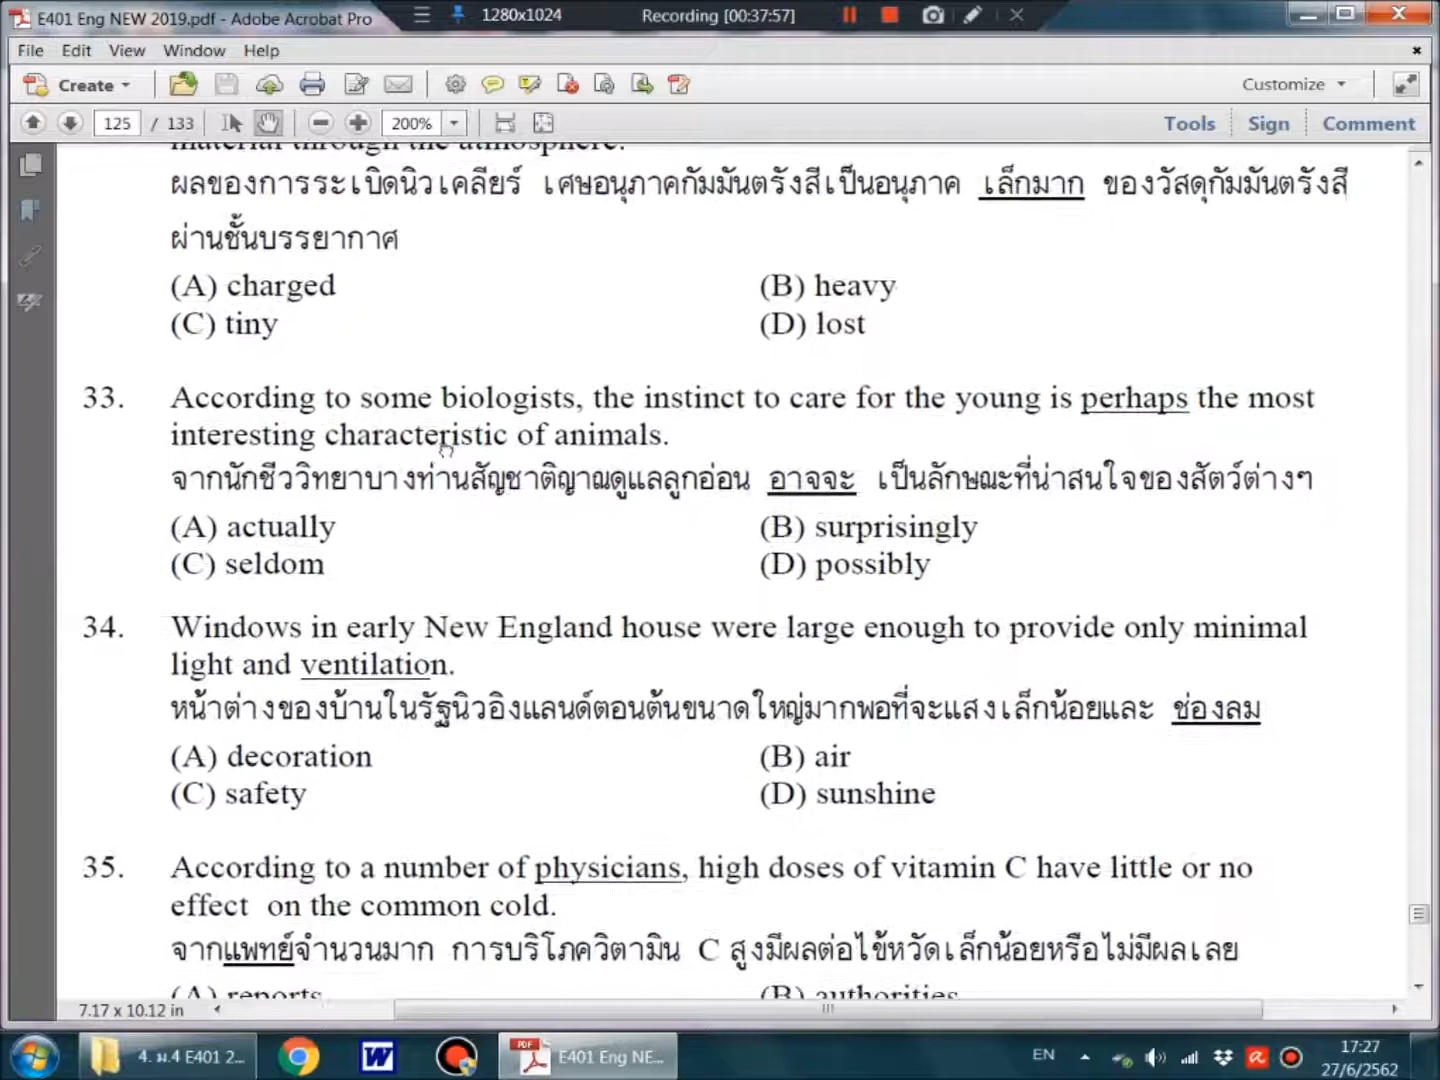 E401 Eng NEW 2019.pdf - Adobe Acrobat Pro
1280x1024
Recording [00:37:57]
File Edit View Window Help
Create
Customize
125 / 133
200%
Tools Sign Comment
material through the atmosphere.
ผลของการระเบิดนิวเคลียร์ เศษอนุภาคกัมมันตรังสีเป็นอนุภาค เล็กมาก ของวัสดุกัมมันตรังสี
ผ่านชั้นบรรยากาศ
(A) charged (B) heavy
(C) tiny (D) lost
33. According to some biologists, the instinct to care for the young is perhaps the most
interesting characteristic of animals.
จากนักชีววิทยาบางท่านสัญชาติญาณดูแลลูกอ่อน อาจจะ เป็นลักษณะที่น่าสนใจของสัตว์ต่างๆ
(A) actually (B) surprisingly
(C) seldom (D) possibly
34. Windows in early New England house were large enough to provide only minimal
light and ventilation.
หน้าต่างของบ้านในรัฐนิวอิงแลนด์ตอนต้นขนาดใหญ่มากพอที่จะแสงเล็กน้อยและ ช่องลม
(A) decoration (B) air
(C) safety (D) sunshine
35. According to a number of physicians, high doses of vitamin C have little or no
effect on the common cold.
จากแพทย์จำนวนมาก การบริโภควิตามิน C สูงมีผลต่อไข้หวัดเล็กน้อยหรือไม่มีผลเลย
(A) reports (B) authorities
7.17 x 10.12 in
4. ม.4 E401 2...
E401 Eng NE...
EN
17:27
27/6/2562